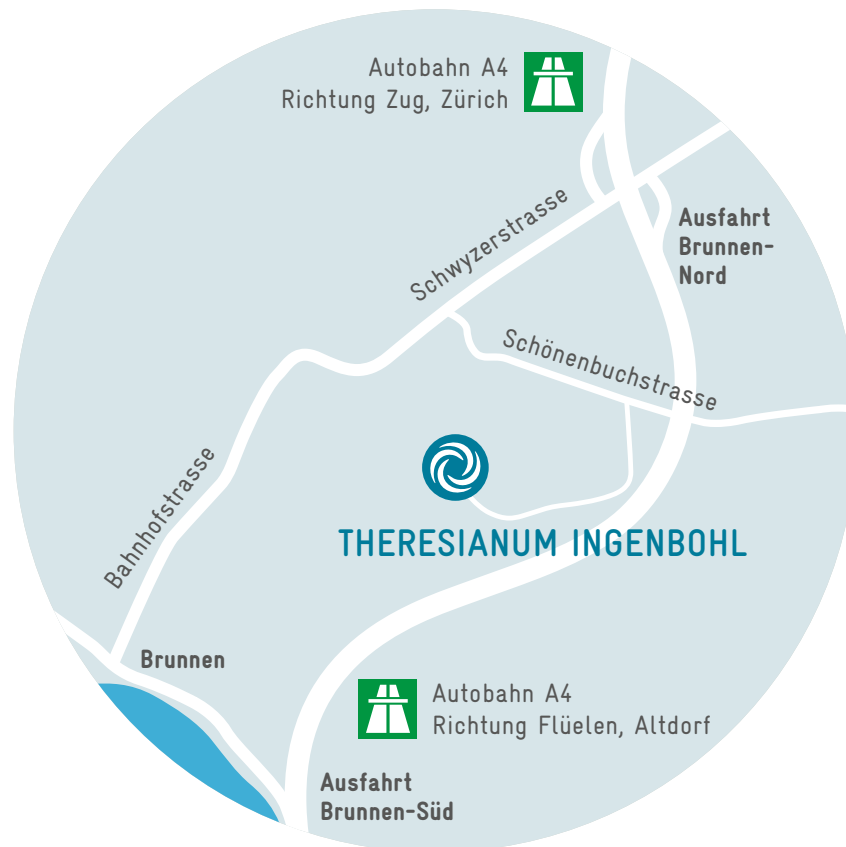 Autobahn A4
Richtung Zug, Zürich
Schwyzerstrasse
Ausfahrt
Brunnen-
Nord
Schönenbuchstrasse
Bahnhofstrasse
THERESIANUM INGENBOHL
Brunnen
Autobahn A4
Richtung Flüelen, Altdorf
Ausfahrt
Brunnen-Süd